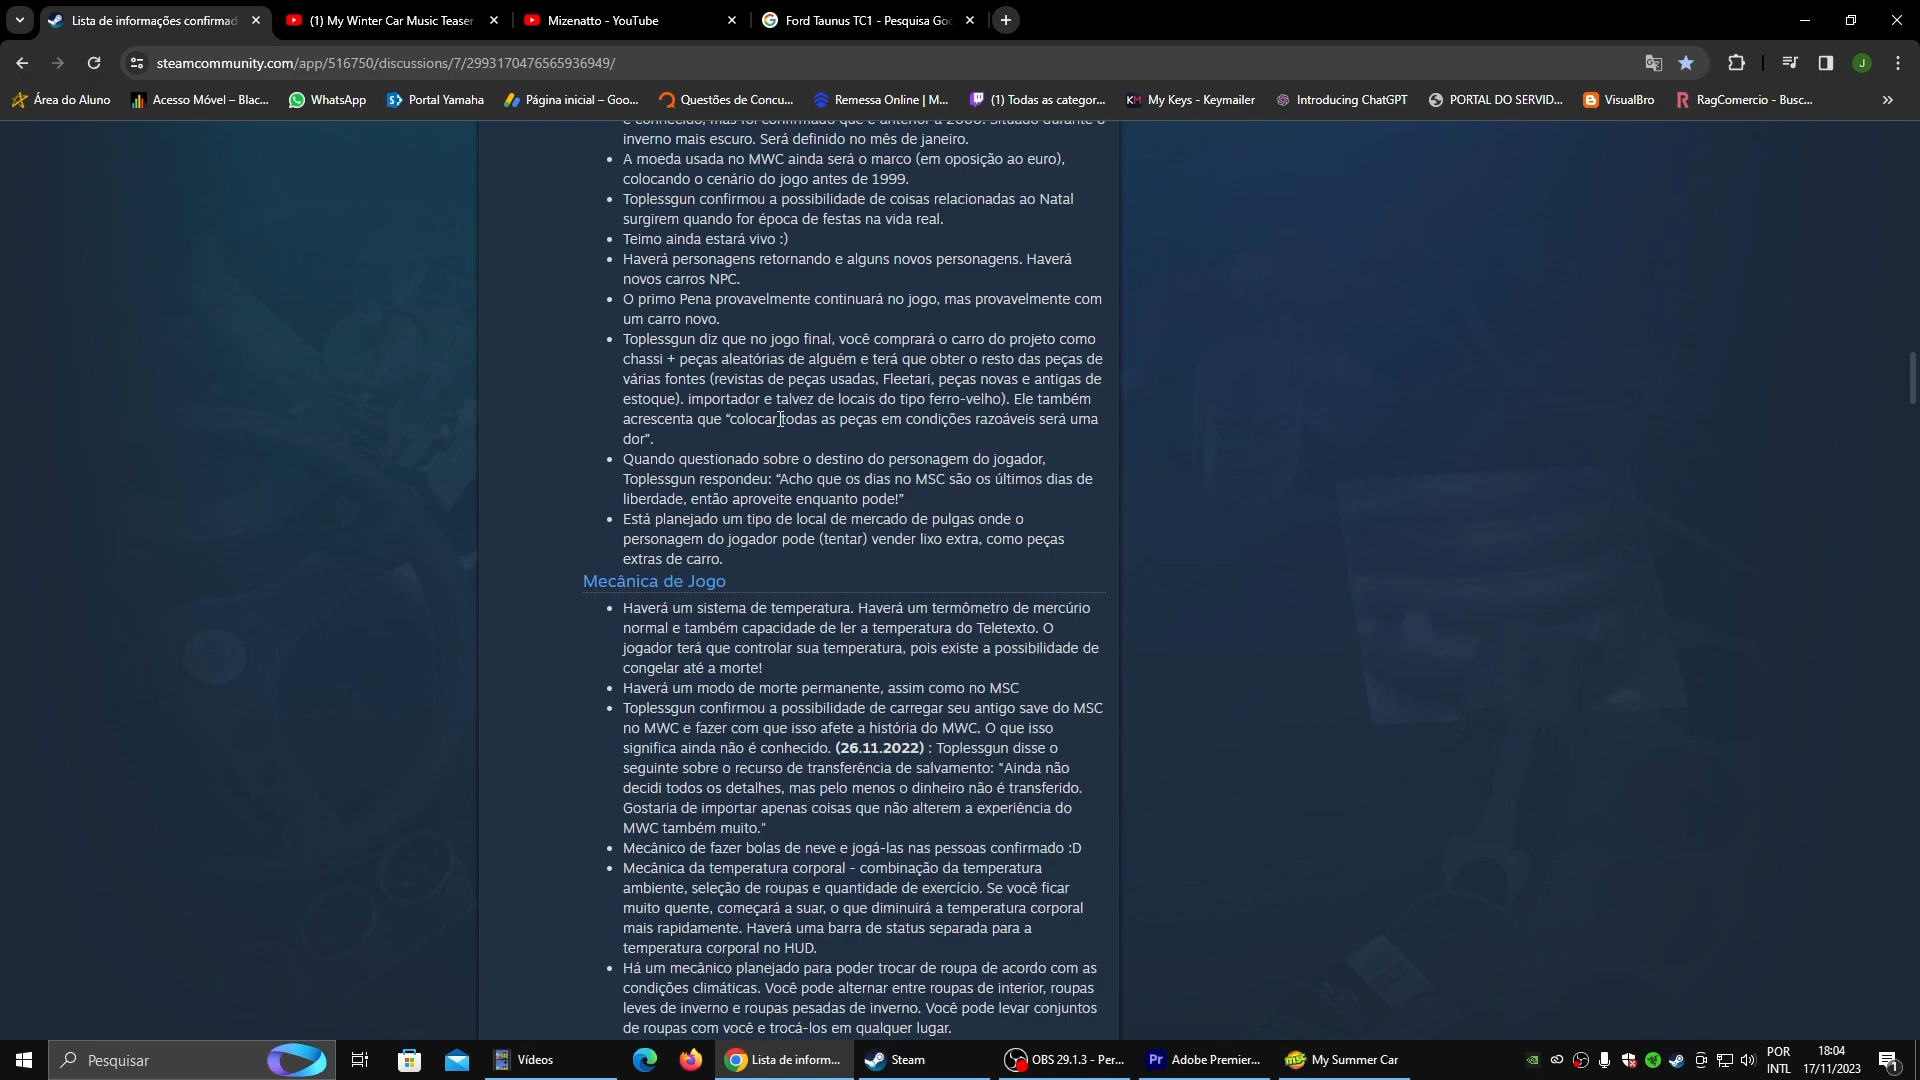 Lista de informações confirmad
(1) My Winter Car Music Teaser
Mizenatto - YouTube
Ford Taunus TC1 - Pesquisa Goo
steamcommunity.com/app/516750/discussions/7/2993170476565936949/
J
Área do Aluno
Acesso Móvel – Blac...
WhatsApp
Portal Yamaha
Página inicial – Goo...
Questões de Concu...
Remessa Online | M...
(1) Todas as categor...
KM My Keys - Keymailer
Introducing ChatGPT
PORTAL DO SERVID...
VisualBro
RagComercio - Busc...
»
é conhecido, mas foi confirmado que é anterior a 2000. Situado durante o
inverno mais escuro. Será definido no mês de janeiro.
• A moeda usada no MWC ainda será o marco (em oposição ao euro),
colocando o cenário do jogo antes de 1999.
• Toplessgun confirmou a possibilidade de coisas relacionadas ao Natal
surgirem quando for época de festas na vida real.
• Teimo ainda estará vivo :)
• Haverá personagens retornando e alguns novos personagens. Haverá
novos carros NPC.
• O primo Pena provavelmente continuará no jogo, mas provavelmente com
um carro novo.
• Toplessgun diz que no jogo final, você comprará o carro do projeto como
chassi + peças aleatórias de alguém e terá que obter o resto das peças de
várias fontes (revistas de peças usadas, Fleetari, peças novas e antigas de
estoque). importador e talvez de locais do tipo ferro-velho). Ele também
acrescenta que “colocar todas as peças em condições razoáveis será uma
dor”.
• Quando questionado sobre o destino do personagem do jogador,
Toplessgun respondeu: “Acho que os dias no MSC são os últimos dias de
liberdade, então aproveite enquanto pode!”
• Está planejado um tipo de local de mercado de pulgas onde o
personagem do jogador pode (tentar) vender lixo extra, como peças
extras de carro.
Mecânica de Jogo
• Haverá um sistema de temperatura. Haverá um termômetro de mercúrio
normal e também capacidade de ler a temperatura do Teletexto. O
jogador terá que controlar sua temperatura, pois existe a possibilidade de
congelar até a morte!
• Haverá um modo de morte permanente, assim como no MSC
• Toplessgun confirmou a possibilidade de carregar seu antigo save do MSC
no MWC e fazer com que isso afete a história do MWC. O que isso
significa ainda não é conhecido. (26.11.2022) : Toplessgun disse o
seguinte sobre o recurso de transferência de salvamento: "Ainda não
decidi todos os detalhes, mas pelo menos o dinheiro não é transferido.
Gostaria de importar apenas coisas que não alterem a experiência do
MWC também muito."
• Mecânico de fazer bolas de neve e jogá-las nas pessoas confirmado :D
• Mecânica da temperatura corporal - combinação da temperatura
ambiente, seleção de roupas e quantidade de exercício. Se você ficar
muito quente, começará a suar, o que diminuirá a temperatura corporal
mais rapidamente. Haverá uma barra de status separada para a
temperatura corporal no HUD.
• Há um mecânico planejado para poder trocar de roupa de acordo com as
condições climáticas. Você pode alternar entre roupas de interior, roupas
leves de inverno e roupas pesadas de inverno. Você pode levar conjuntos
de roupas com você e trocá-los em qualquer lugar.
Pesquisar
Vídeos
Lista de inform...
Steam
OBS 29.1.3 - Per...
Pr Adobe Premier...
My Summer Car
POR
INTL
18:04
17/11/2023
1